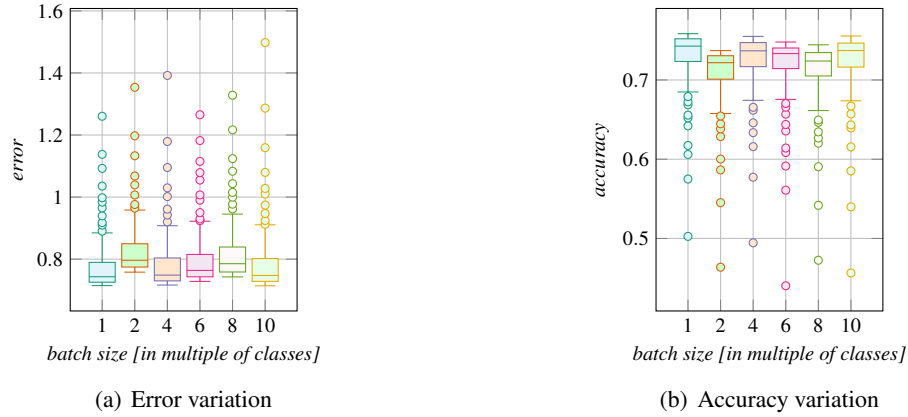 1.6
1.4
1.2
1
0.8
error
1 2 4 6 8 10
batch size [in multiple of classes]
(a) Error variation
0.7
0.6
0.5
accuracy
1 2 4 6 8 10
batch size [in multiple of classes]
(b) Accuracy variation